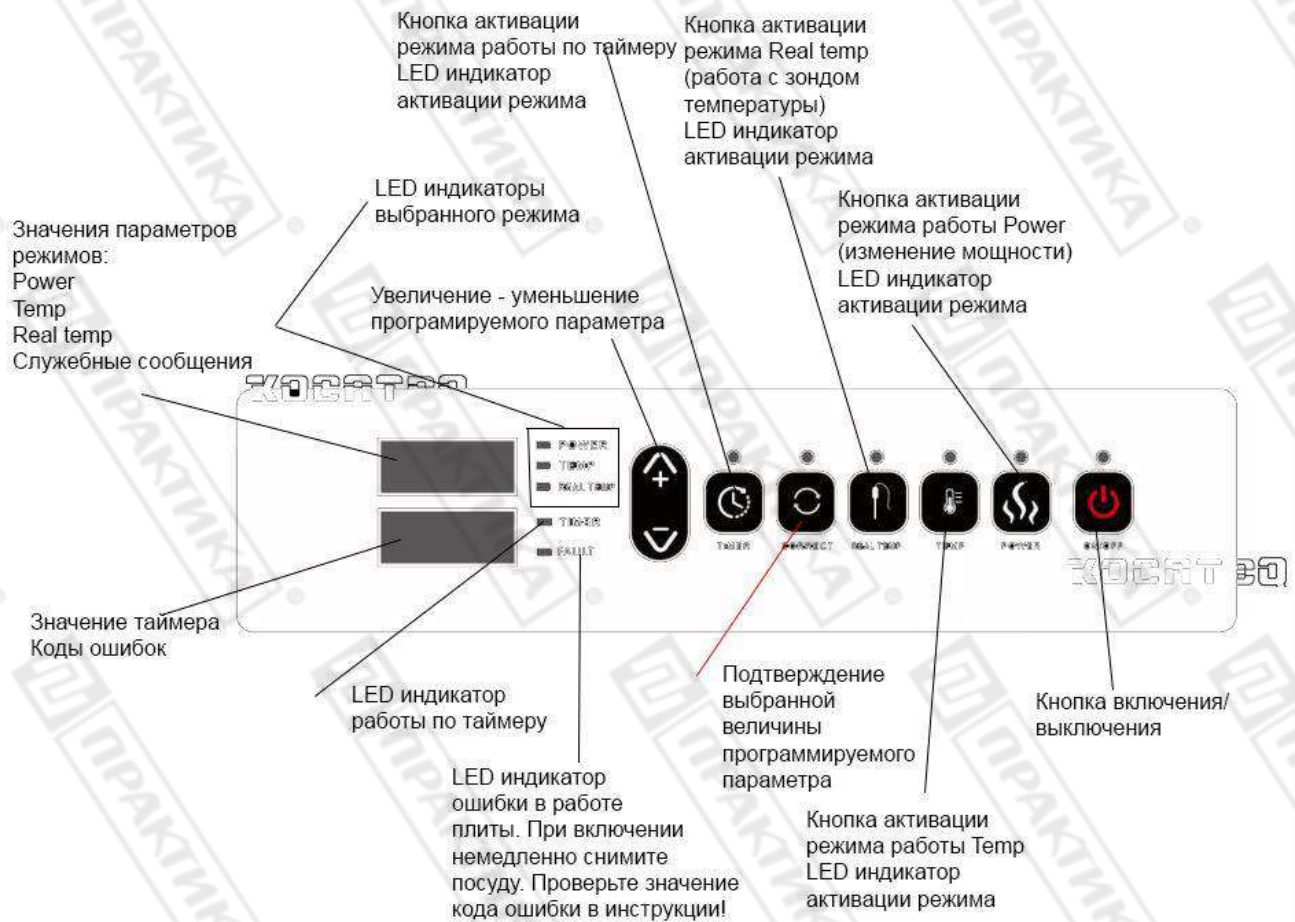 Кнопка активации
режима работы по таймеру
LED индикатор
активации режима
Кнопка активации
режима Real temp
(работа с зондом
температуры)
LED индикатор
активации режима
LED индикаторы
выбранного режима
Кнопка активации
режима работы Power
(изменение мощности)
LED индикатор
активации режима
Значения параметров
режимов:
Power
Temp
Real temp
Служебные сообщения
Увеличение - уменьшение
програмируемого параметра
POWER
TEMP
REAL TEMP
TIMER
FAULT
TIMER
CORRECT
REAL TEMP
TEMP
POWER
ON/OFF
Значение таймера
Коды ошибок
LED индикатор
работы по таймеру
LED индикатор
ошибки в работе
плиты. При включении
немедленно снимите
посуду. Проверьте значение
кода ошибки в инструкции!
Подтверждение
выбранной
величины
программируемого
параметра
Кнопка активации
режима работы Temp
LED индикатор
активации режима
Кнопка включения/
выключения
ПРАКТИКА